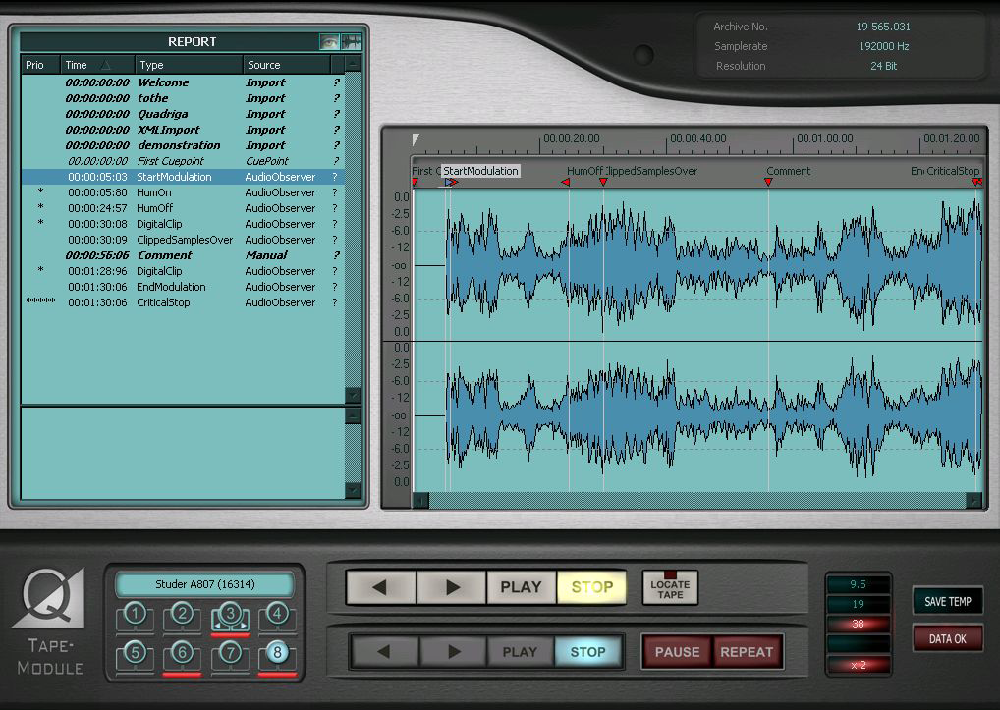 REPORT
Prio Time Type Source
00:00:00:00 Welcome Import ?
00:00:00:00 tothe Import ?
00:00:00:00 Quadriga Import ?
00:00:00:00 XMLImport Import ?
00:00:00:00 demonstration Import ?
00:00:00:00 First Cuepoint CuePoint ?
00:00:05:03 StartModulation AudioObserver ?
* 00:00:05:80 HumOn AudioObserver ?
* 00:00:24:57 HumOff AudioObserver ?
* 00:00:30:08 DigitalClip AudioObserver ?
00:00:30:09 ClippedSamplesOver AudioObserver ?
00:00:56:06 Comment Manual ?
* 00:01:28:96 DigitalClip AudioObserver ?
00:01:30:06 EndModulation AudioObserver ?
***** 00:01:30:06 CriticalStop AudioObserver ?
Archive No. 19-565.031
Samplerate 192000 Hz
Resolution 24 Bit
00:00:20:00 00:00:40:00 00:01:00:00 00:01:20:00
First C StartModulation HumOff ClippedSamplesOver Comment En CriticalStop
0.0
-2.5
-6.0
-12
-oo
-12
-6.0
-2.5
0.0
0.0
-2.5
-6.0
-12
-oo
-12
-6.0
-2.5
0.0
Q
TAPE-
MODULE
Studer A807 (16314)
1 2 3 4
5 6 7 8
PLAY STOP LOCATE TAPE
PLAY STOP PAUSE REPEAT
9.5
19
38
x 2
SAVE TEMP
DATA OK